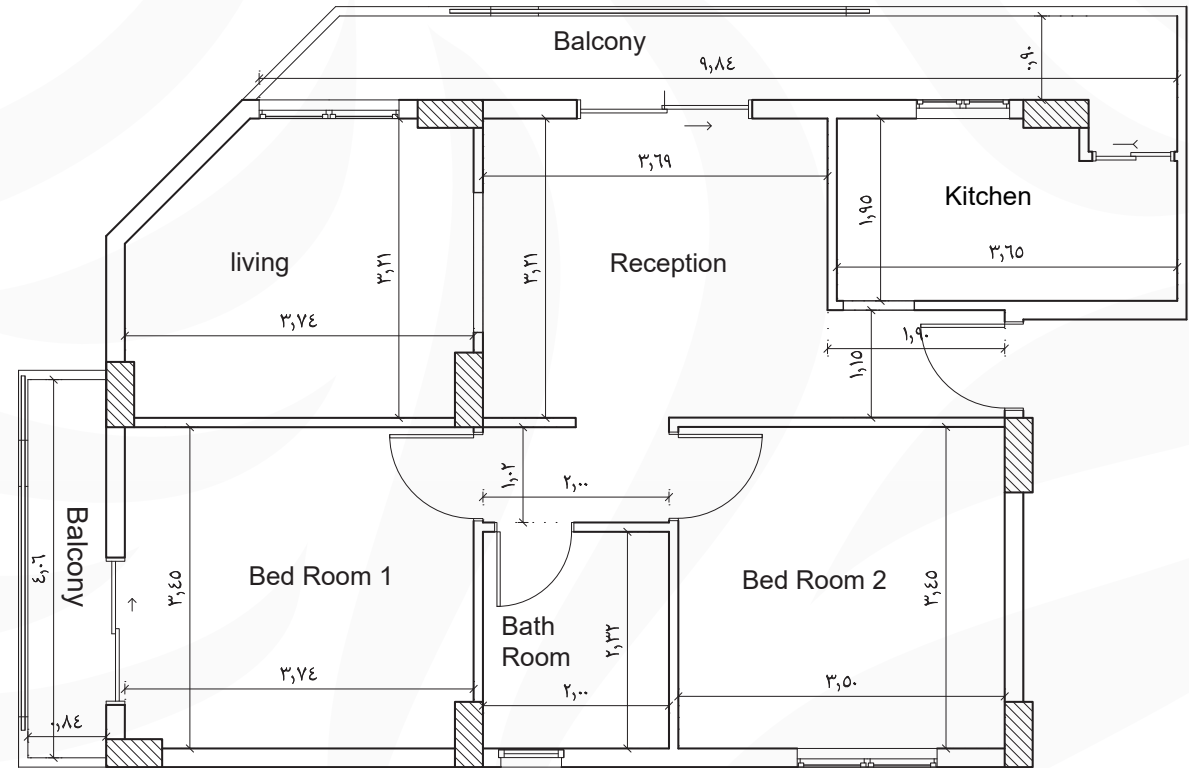 Balcony
٩,٨٤
٠,٩٠
٣,٦٩
Kitchen
١,٩٥
٣,٦٥
living
٣,٢١
٣,٢١
Reception
٣,٧٤
١,٩٠
١,١٥
Balcony
٤,٠٦
٠,٨٤
Bed Room 1
٣,٤٥
٣,٧٤
١,٠٢
٢,٠٠
Bath
Room
٢,٣٢
٢,٠٠
Bed Room 2
٣,٤٥
٣,٥٠